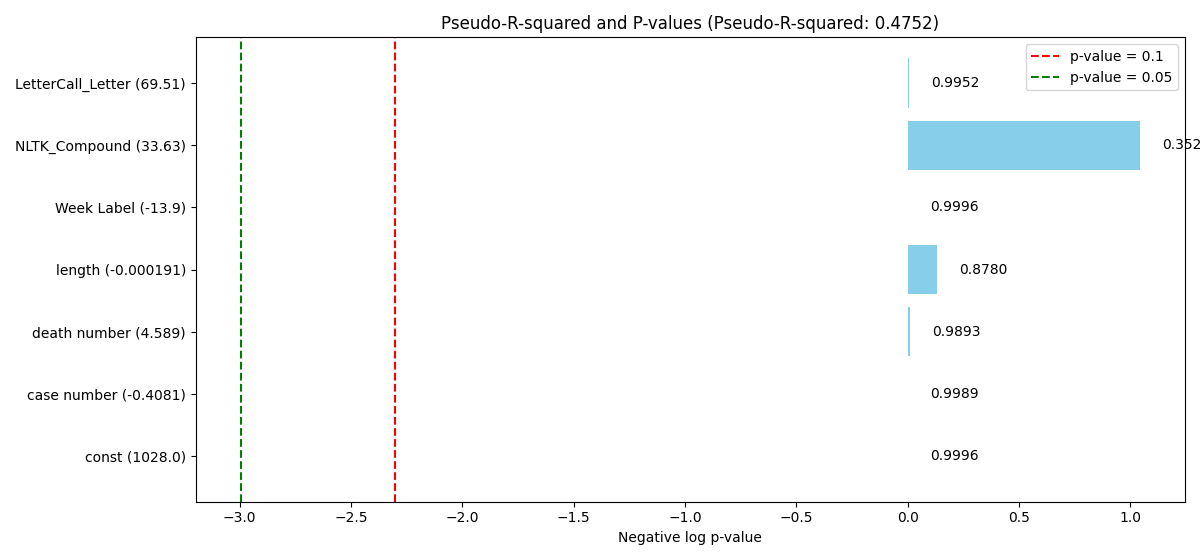 Pseudo-R-squared and P-values (Pseudo-R-squared: 0.4752)
p-value = 0.1
p-value = 0.05
LetterCall_Letter (69.51) 0.9952
NLTK_Compound (33.63) 0.352
Week Label (-13.9) 0.9996
length (-0.000191) 0.8780
death number (4.589) 0.9893
case number (-0.4081) 0.9989
const (1028.0) 0.9996
−3.0 −2.5 −2.0 −1.5 −1.0 −0.5 0.0 0.5 1.0
Negative log p-value